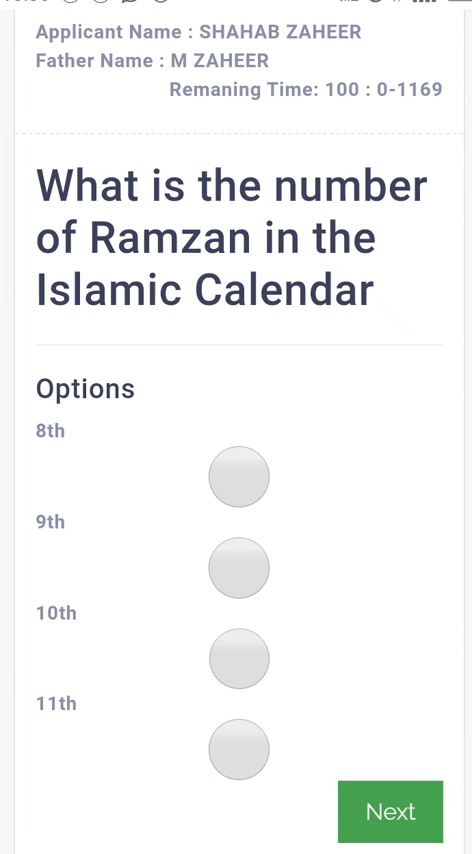 Applicant Name : SHAHAB ZAHEER
Father Name : M ZAHEER
Remaning Time: 100 : 0-1169
What is the number
of Ramzan in the
Islamic Calendar
Options
8th
9th
10th
11th
Next